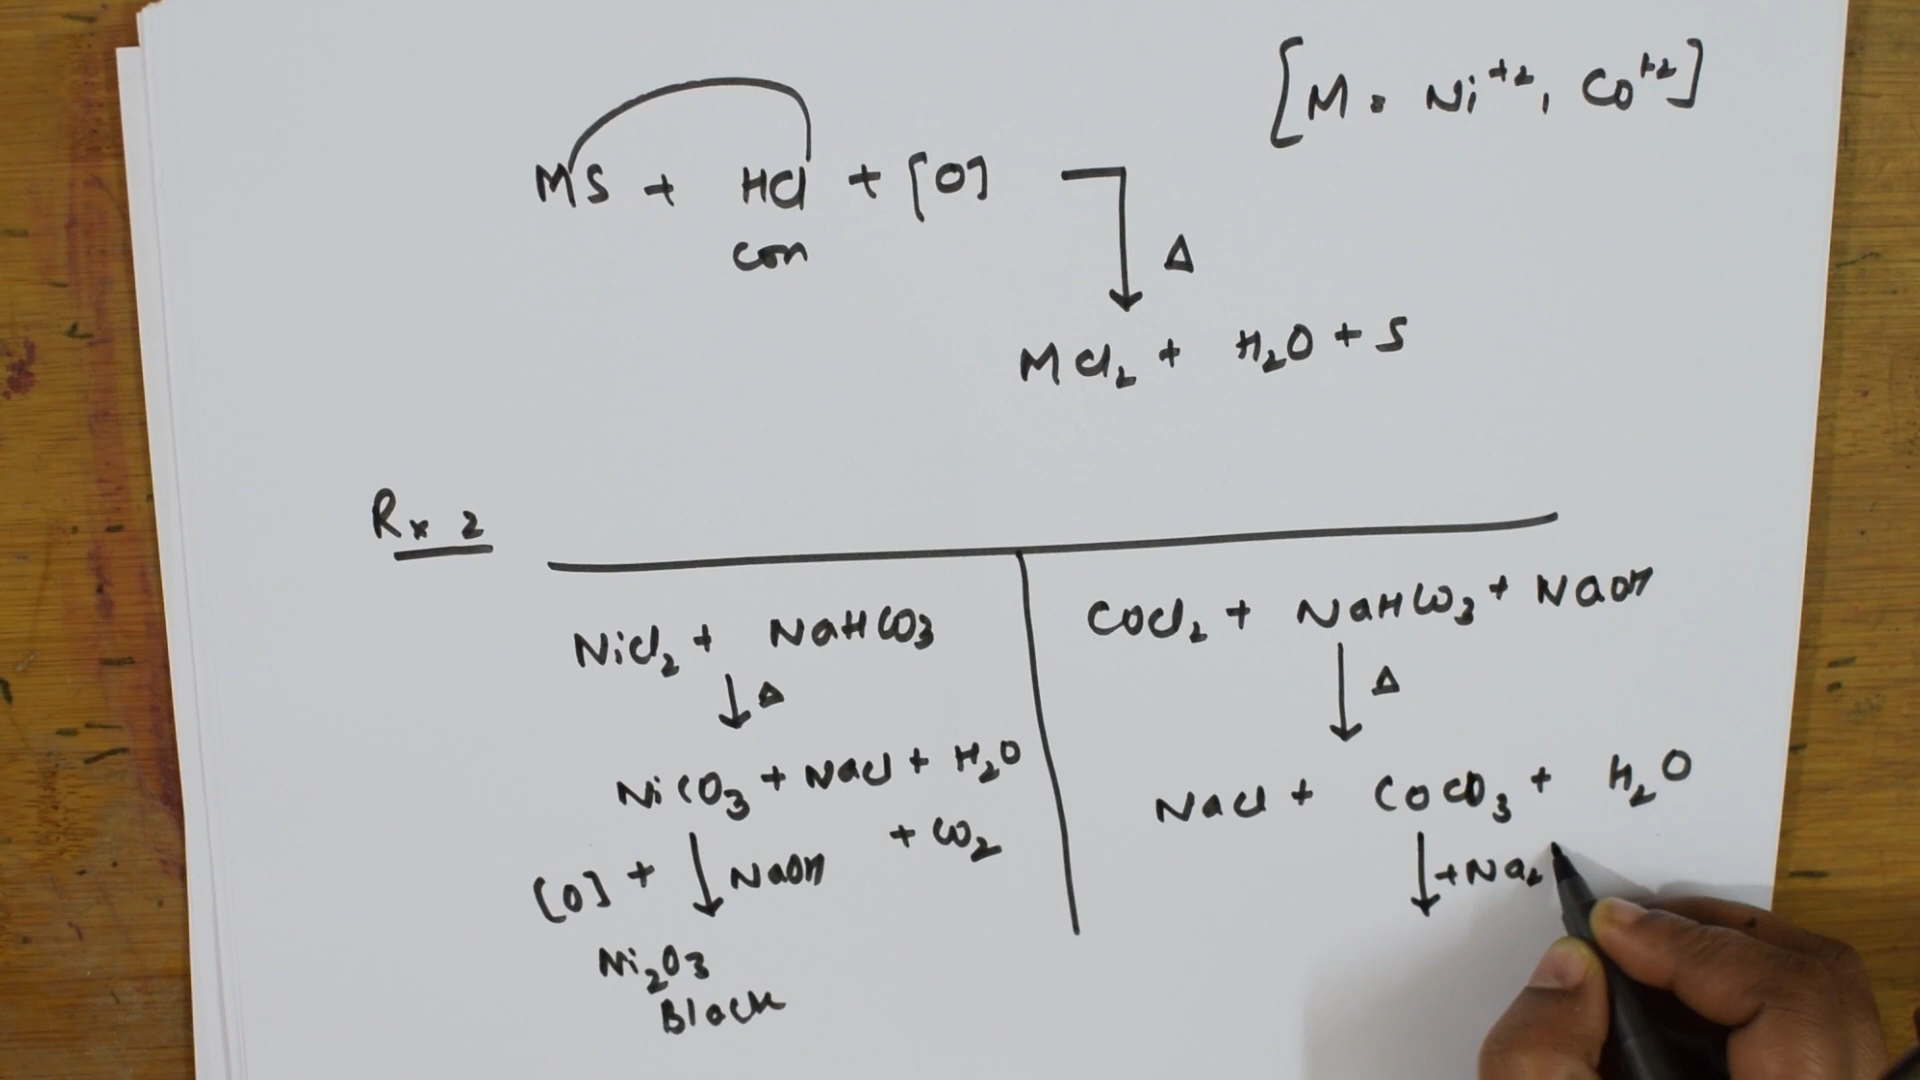 [M = Ni⁺², Co⁺²]
MS + HCl + [O]
con
Δ
MCl₂ + H₂O + S
Rx 2
NiCl₂ + NaHCO₃
Δ
NiCO₃ + NaCl + H₂O
+ CO₂
[O] + NaOH
Ni₂O₃
Black
CoCl₂ + NaHCO₃ + NaOH
Δ
NaCl + CoCO₃ + H₂O
+Na₂